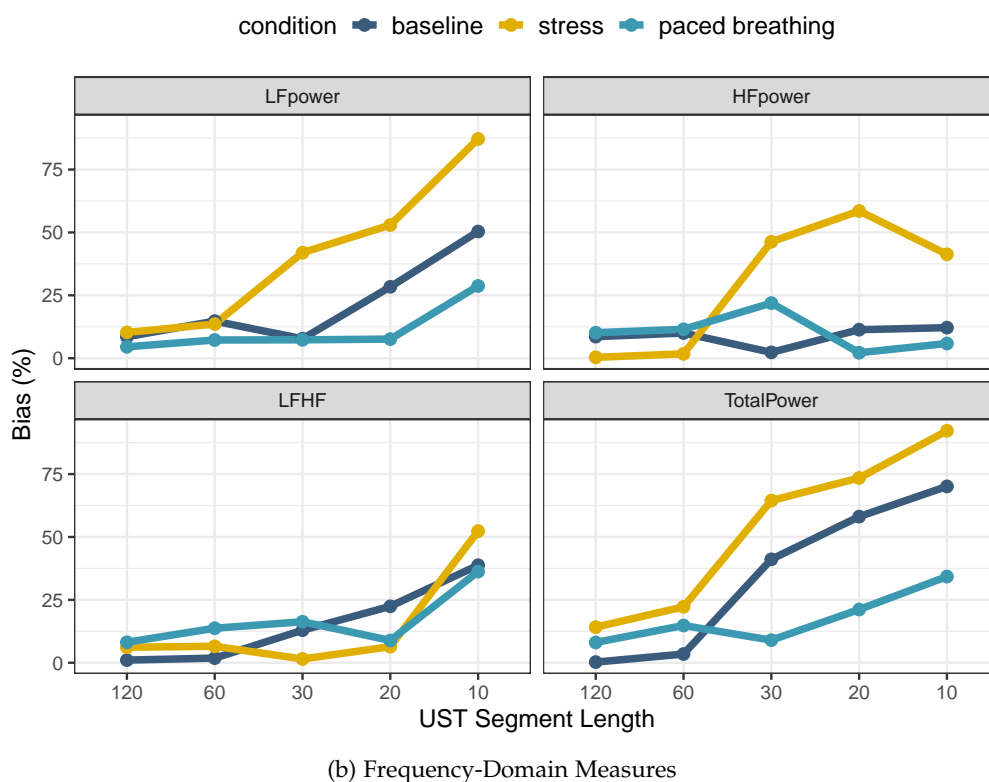 condition baseline stress paced breathing
LFpower HFpower
75
50
25
0
LFHF TotalPower
75
50
25
0
Bias (%)
120 60 30 20 10 120 60 30 20 10
UST Segment Length
(b) Frequency-Domain Measures